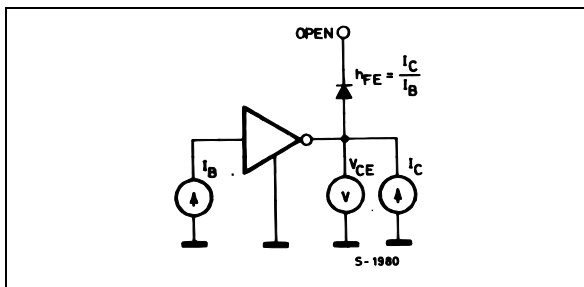 OPEN
hFE = IC/IB
IB
VCE
IC
V
S-1980